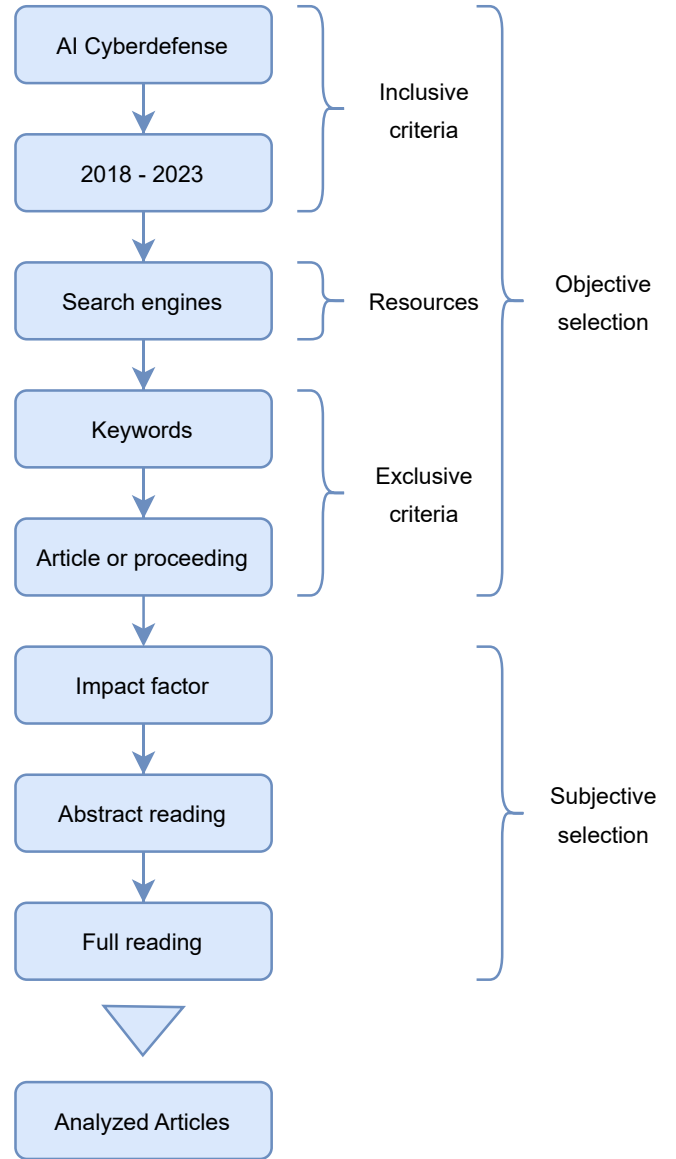 AI Cyberdefense
Inclusive
criteria
2018 - 2023
Search engines
Resources
Objective
selection
Keywords
Exclusive
criteria
Article or proceeding
Impact factor
Abstract reading
Subjective
selection
Full reading
Analyzed Articles